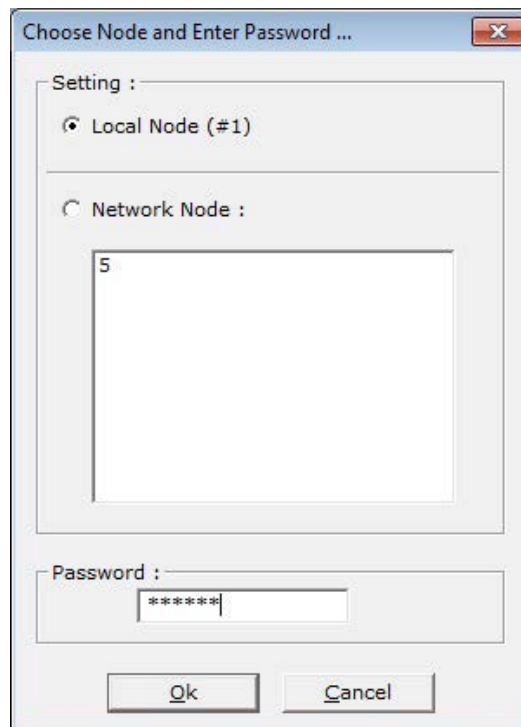 Choose Node and Enter Password ...
Setting :
Local Node (#1)
Network Node :
5
Password :
******
Ok Cancel